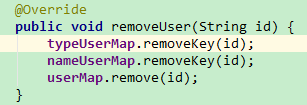 @Override
public void removeUser(String id) {
typeUserMap.removeKey(id);
nameUserMap.removeKey(id);
userMap.remove(id);
}